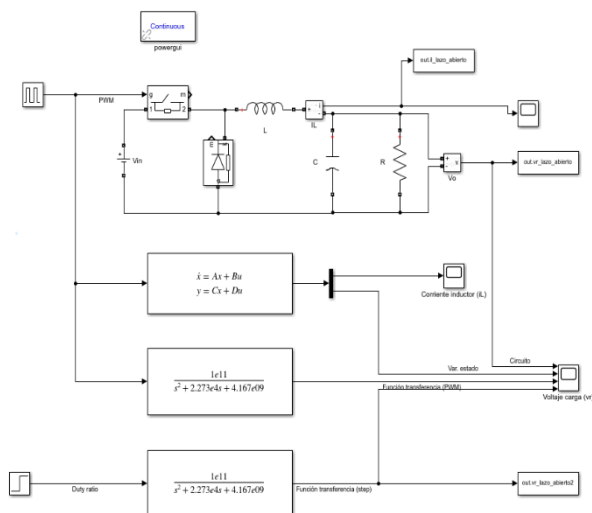 Continuous
powergui
out.il_lazo_abierto
PWM
g
m
1
2
i
+
-
L
IL
+
Vin
C
R
+
-
v
Vo
out.vr_lazo_abierto
ẋ = Ax + Bu
y = Cx + Du
Corriente inductor (iL)
Circuito
Var. estado
1e11
s² + 2.273e4s + 4.167e09
Función transferencia (PWM)
Voltaje carga (vr)
Duty ratio
1e11
s² + 2.273e4s + 4.167e09
Función transferencia (step)
out.vr_lazo_abierto2